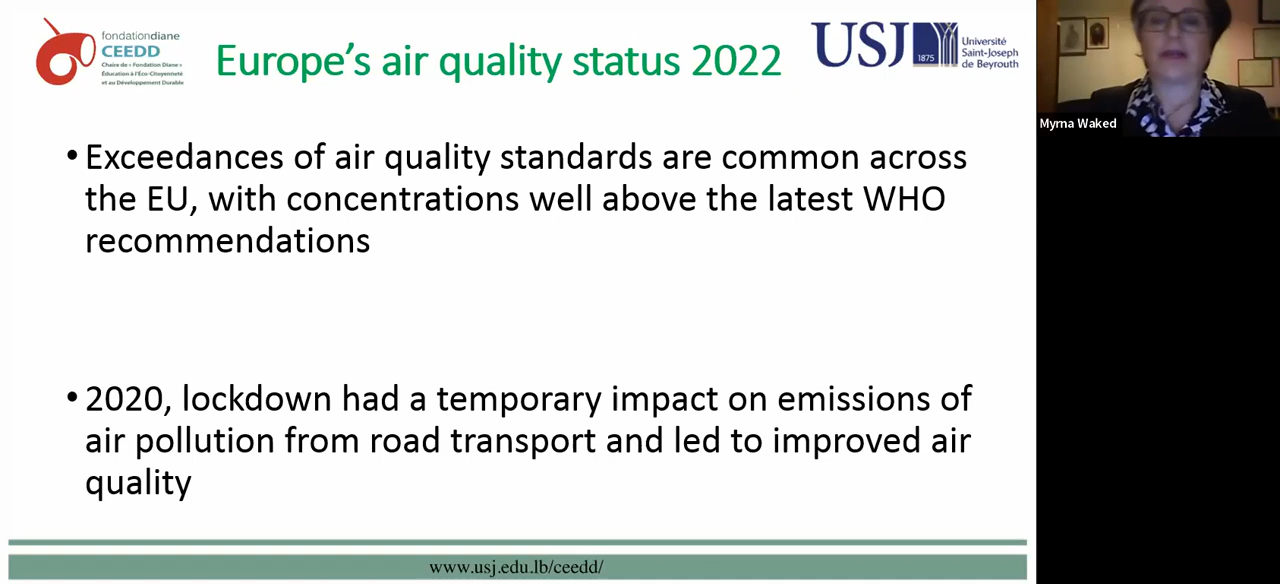 fondationdiane
CEEDD
Chaire de « Fondation Diane »
Éducation à l'Éco-Citoyenneté
et au Développement Durable
Europe's air quality status 2022
USJ
1875
Université
Saint-Joseph
de Beyrouth
Myrna Waked
• Exceedances of air quality standards are common across
the EU, with concentrations well above the latest WHO
recommendations
• 2020, lockdown had a temporary impact on emissions of
air pollution from road transport and led to improved air
quality
www.usj.edu.lb/ceedd/